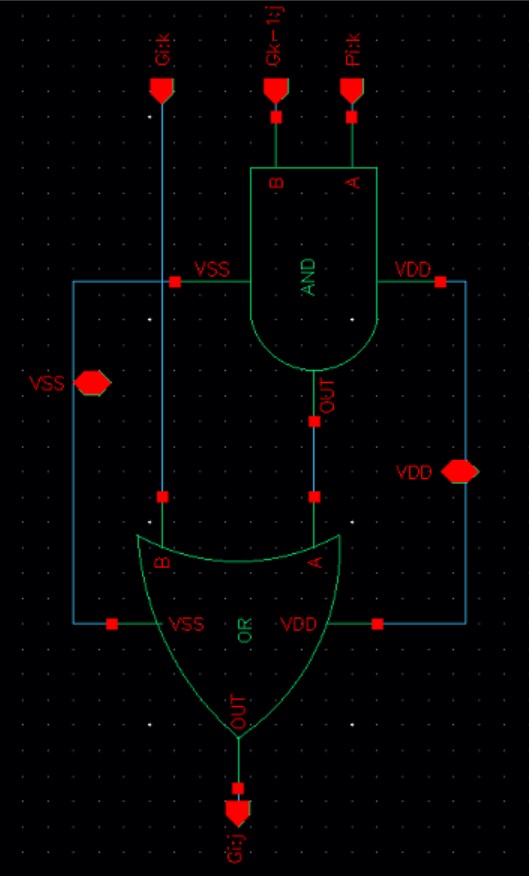 Gi:k
Gk-1:j
Pi:k
B
A
VSS
AND
VDD
OUT
VSS
VDD
B
A
VSS
OR
VDD
OUT
Gi:j